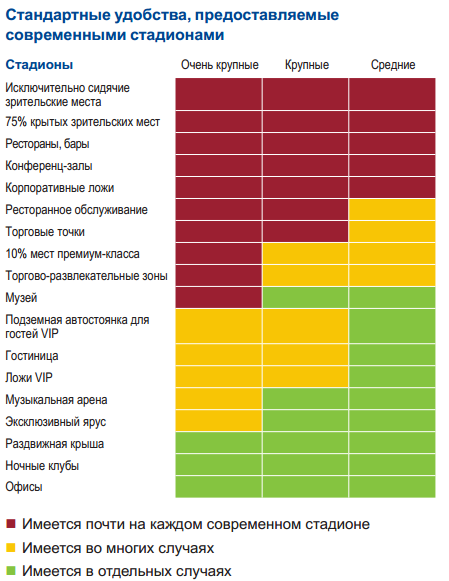 Стандартные удобства, предоставляемые
современными стадионами
Стадионы Очень крупные Крупные Средние
Исключительно сидячие
зрительские места
75% крытых зрительских мест
Рестораны, бары
Конференц-залы
Корпоративные ложи
Ресторанное обслуживание
Торговые точки
10% мест премиум-класса
Торгово-развлекательные зоны
Музей
Подземная автостоянка для
гостей VIP
Гостиница
Ложи VIP
Музыкальная арена
Эксклюзивный ярус
Раздвижная крыша
Ночные клубы
Офисы
Имеется почти на каждом современном стадионе
Имеется во многих случаях
Имеется в отдельных случаях